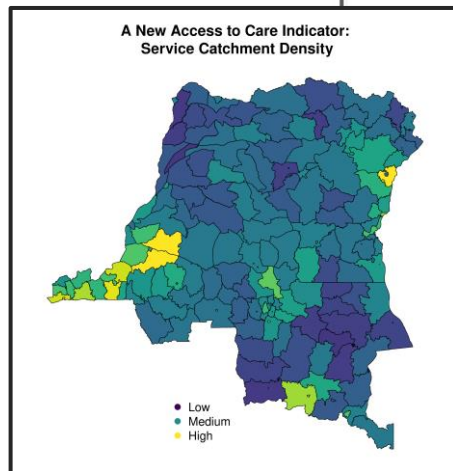 A New Access to Care Indicator:
Service Catchment Density
Low
Medium
High